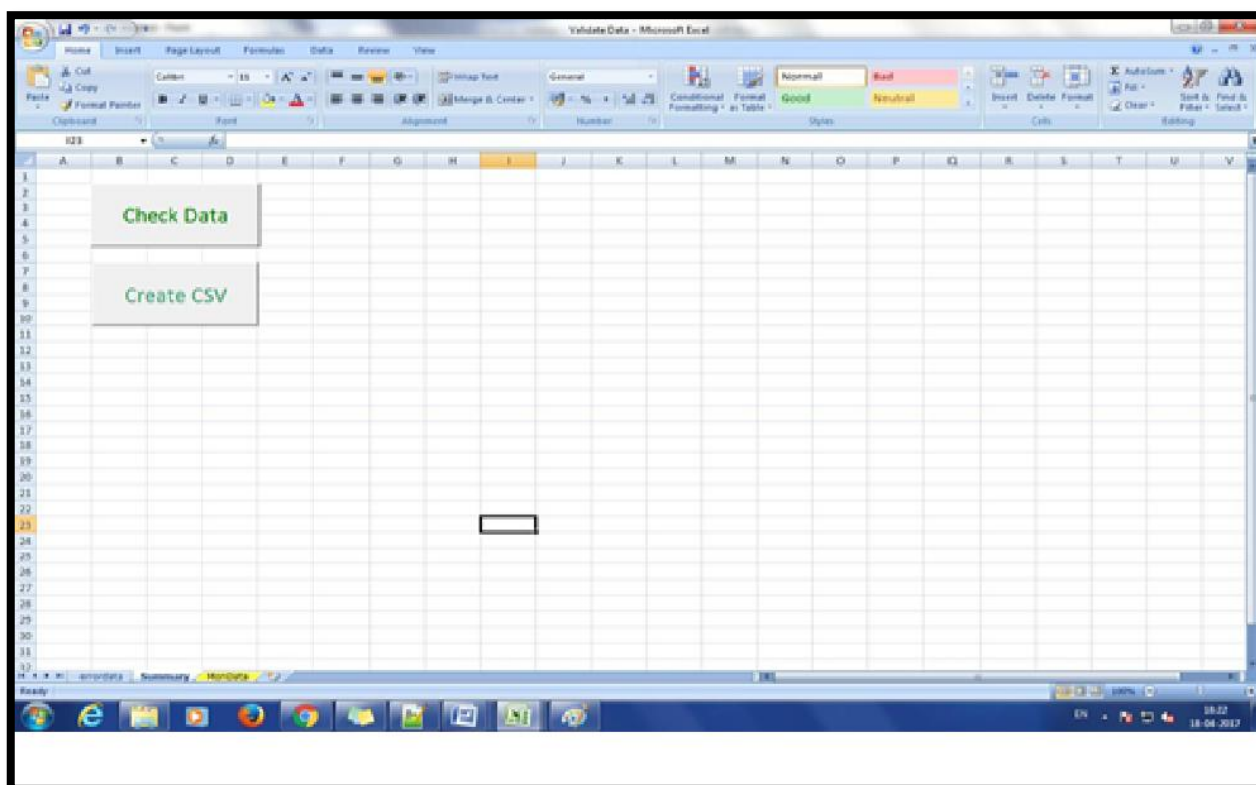 Validate Data - Microsoft Excel
Home Insert Page Layout Formulas Data Review View
Cut
Copy
Format Painter
Paste
Clipboard
Calibri
Font
Wrap Text
Merge & Center
Alignment
General
Number
Conditional Formatting
Format as Table
Normal Bad
Good Neutral
Styles
Insert Delete Format
Cells
AutoSum
Fill
Clear
Sort & Filter
Find & Select
Editing
I23
A B C D E F G H I J K L M N O P Q R S T U V
1
2
3
4
5
6
7
8
9
10
11
12
13
14
15
16
17
18
19
20
21
22
23
24
25
26
27
28
29
30
31
32
Check Data
Create CSV
errordata Summary MonData
Ready
100%
EN
16:22
18-04-2017